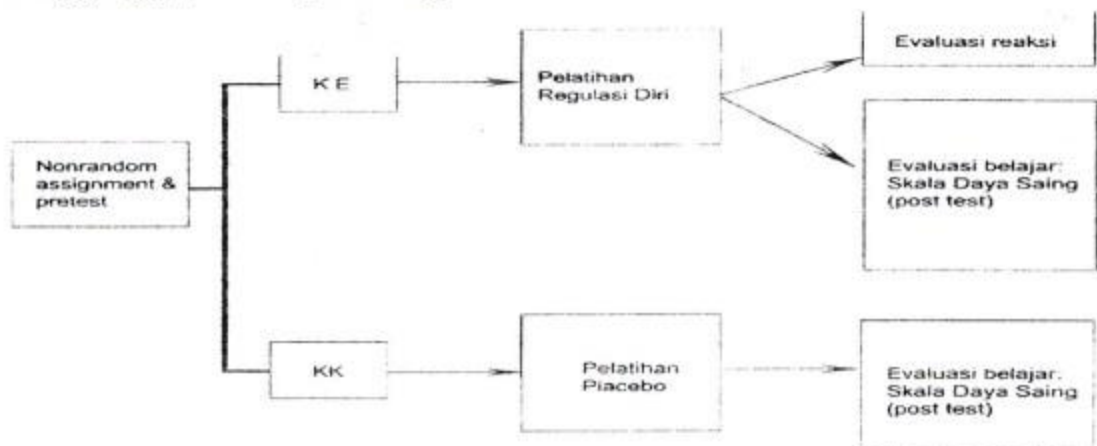 Evaluasi reaksi
K E
Pelatihan
Regulasi Diri
Nonrandom
assignment &
pretest
Evaluasi belajar:
Skala Daya Saing
(post test)
KK
Pelatihan
Piacebo
Evaluasi belajar:
Skala Daya Saing
(post test)